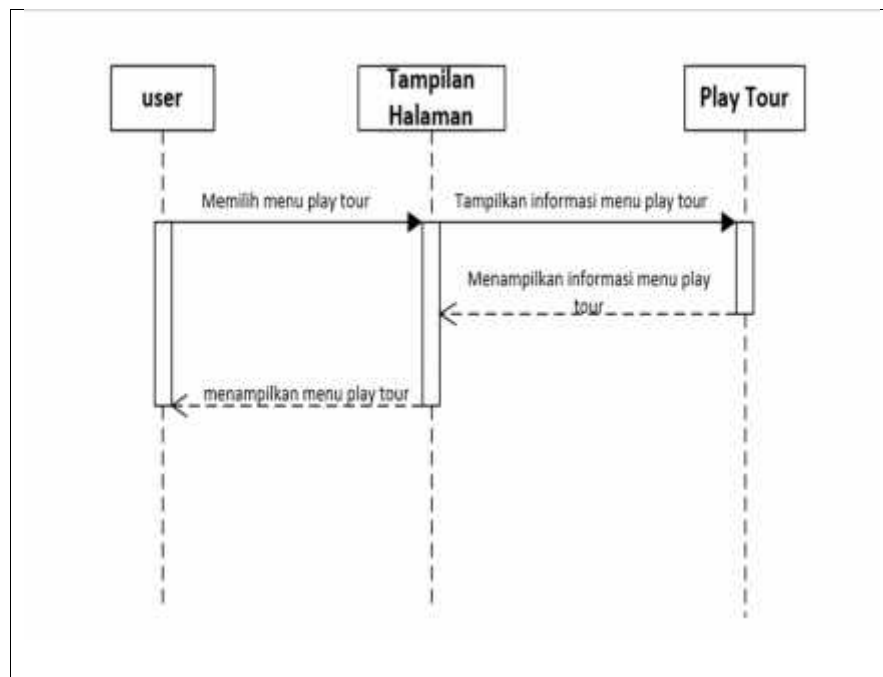 user
Tampilan
Halaman
Play Tour
Memilih menu play tour
Tampilkan informasi menu play tour
Menampilkan informasi menu play
tour
menampilkan menu play tour